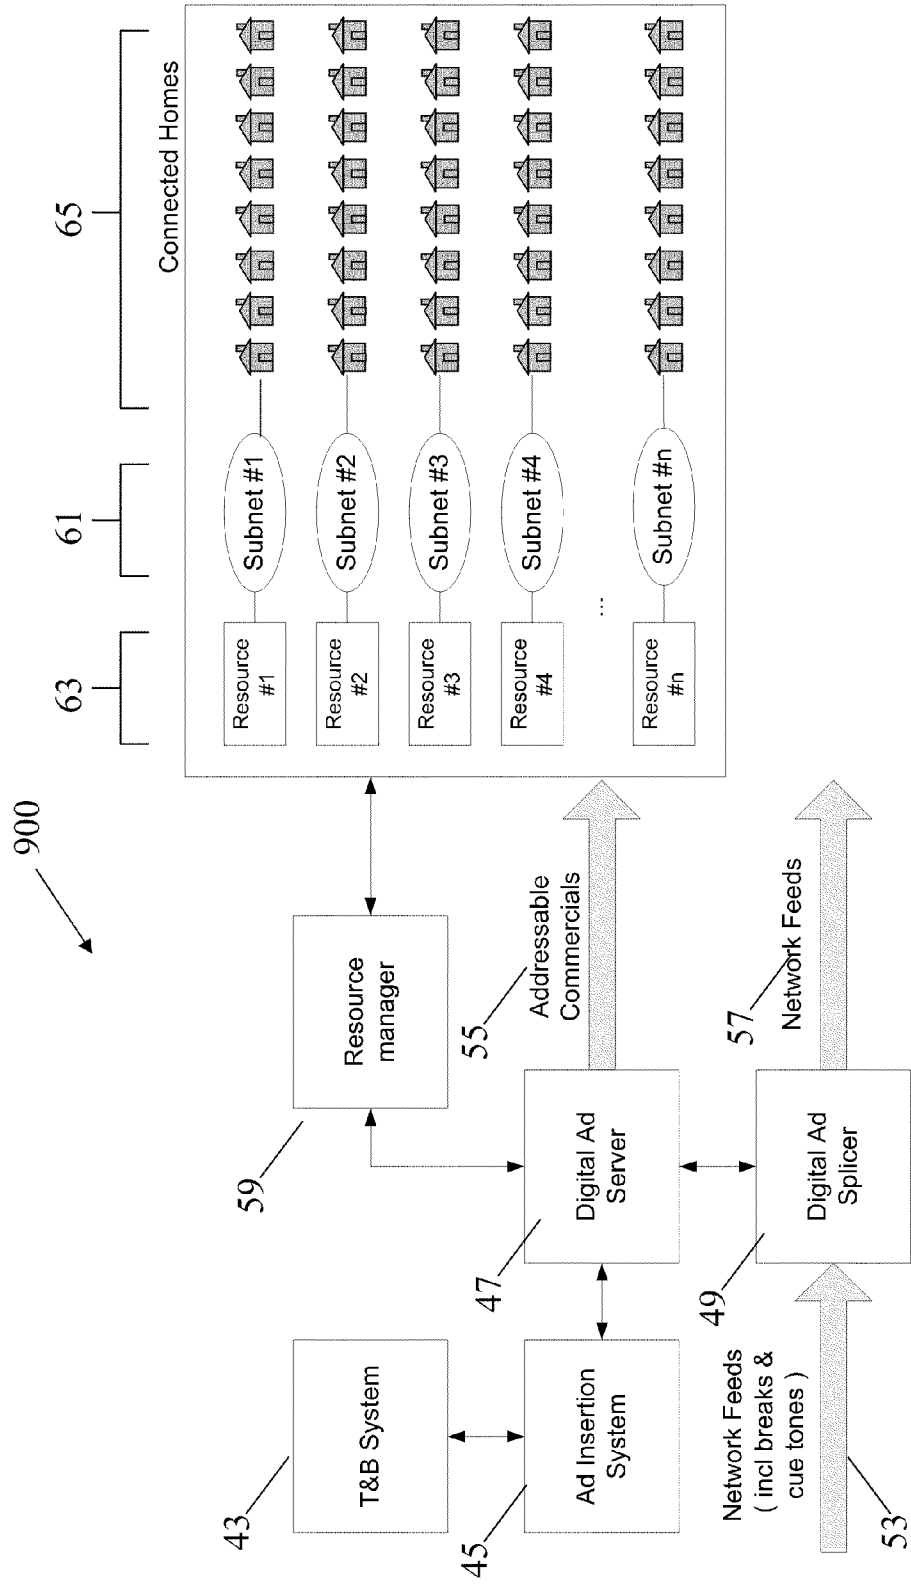 900
63
61
65
Connected Homes
Resource
#1
Subnet #1
Resource
#2
Subnet #2
Resource
#3
Subnet #3
Resource
#4
Subnet #4
...
Resource
#n
Subnet #n
59
Resource
manager
43
T&B System
45
Ad Insertion
System
47
Digital Ad
Server
55
Addressable
Commercials
49
Digital Ad
Splicer
57
Network Feeds
Network Feeds
( incl breaks &
cue tones )
53